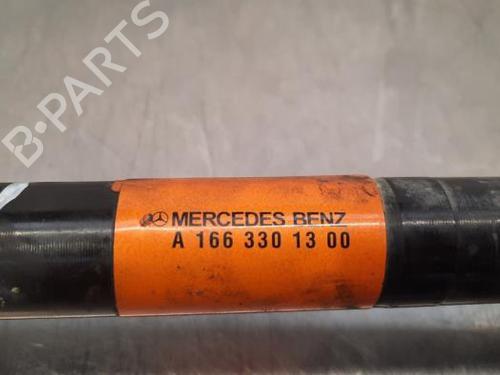 B-PARTS
MERCEDES BENZ
A 166 330 13 00